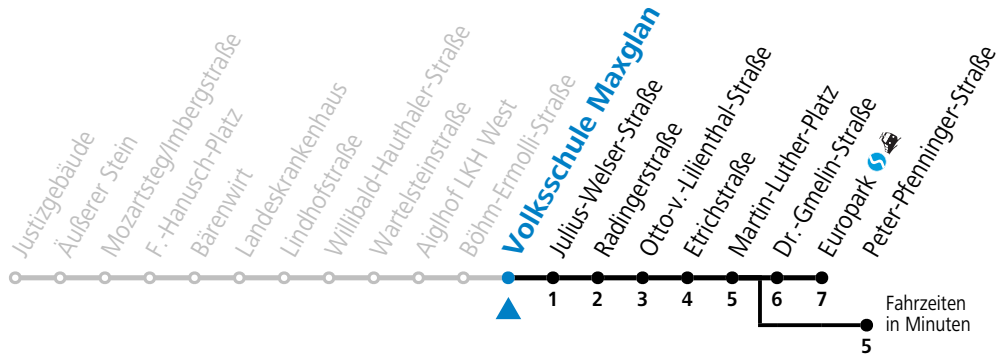 Justizgebäude
Äußerer Stein
Mozartsteg/Imbergstraße
F.-Hanusch-Platz
Bärenwirt
Landeskrankenhaus
Lindhofstraße
Willibald-Hauthaler-Straße
Wartelsteinstraße
Aiglhof LKH West
Böhm-Ermolli-Straße
Volksschule Maxglan
Julius-Welser-Straße
Radingerstraße
Otto-v.-Lilienthal-Straße
Etrichstraße
Martin-Luther-Platz
Dr.-Gmelin-Straße
Europark
Peter-Pfenninger-Straße
1 2 3 4 5 6 7
Fahrzeiten
in Minuten
5